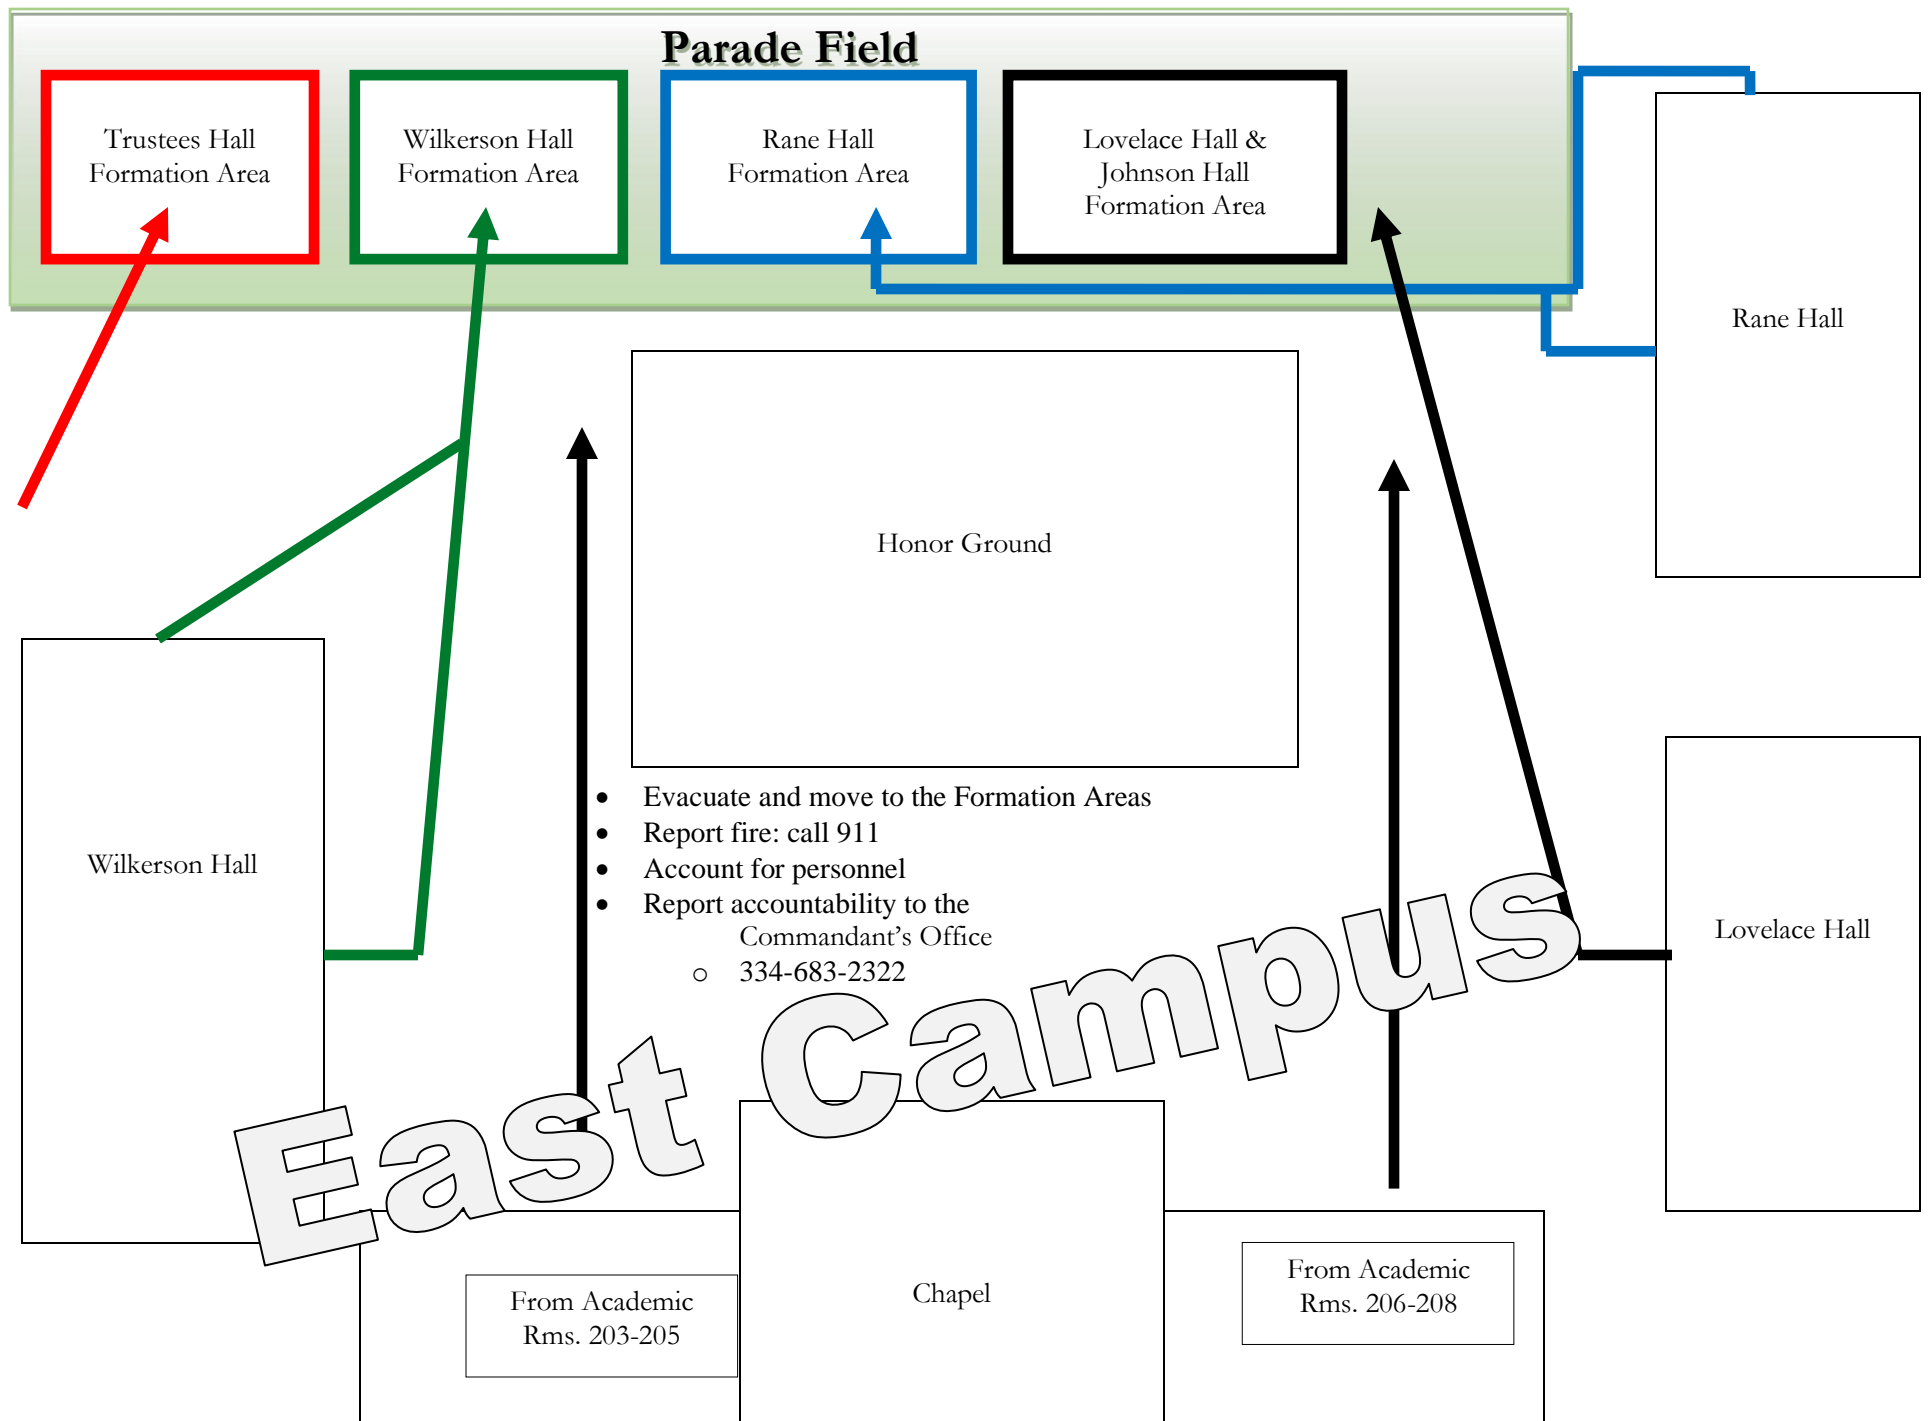 Parade Field
Trustees Hall
Formation Area
Wilkerson Hall
Formation Area
Rane Hall
Formation Area
Lovelace Hall &
Johnson Hall
Formation Area
Rane Hall
Honor Ground
• Evacuate and move to the Formation Areas
• Report fire: call 911
• Account for personnel
• Report accountability to the
Commandant's Office
o 334-683-2322
Wilkerson Hall
Lovelace Hall
East Campus
From Academic
Rms. 203-205
Chapel
From Academic
Rms. 206-208